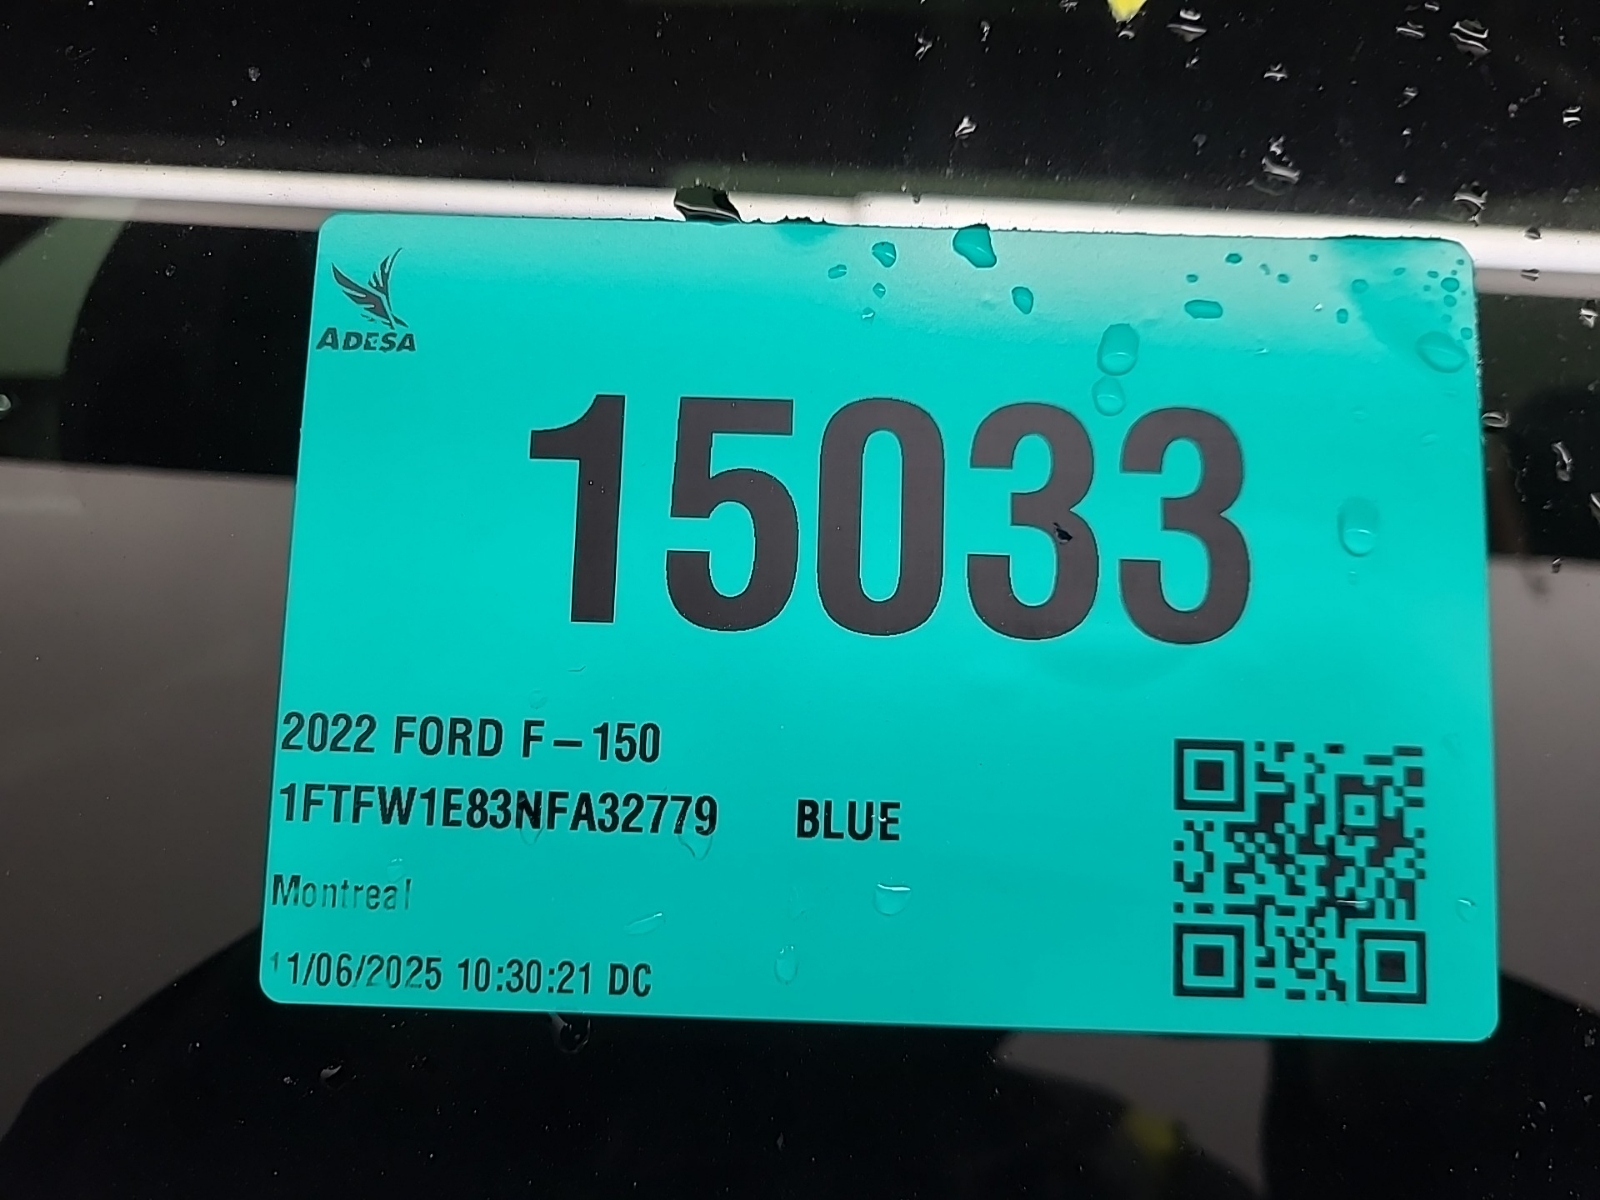 ADESA
15033
2022 FORD F-150
1FTFW1E83NFA32779 BLUE
Montreal
11/06/2025 10:30:21 DC